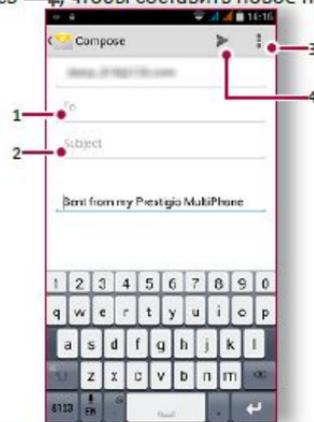 чтобы составить новое
16:16
Compose
3
4
To
1
Subject
2
Sent from my Prestigio MultiPhone
1 2 3 4 5 6 7 8 9 0
q w e r t y u i o p
a s d f g h j k l
z x c v b n m
EN